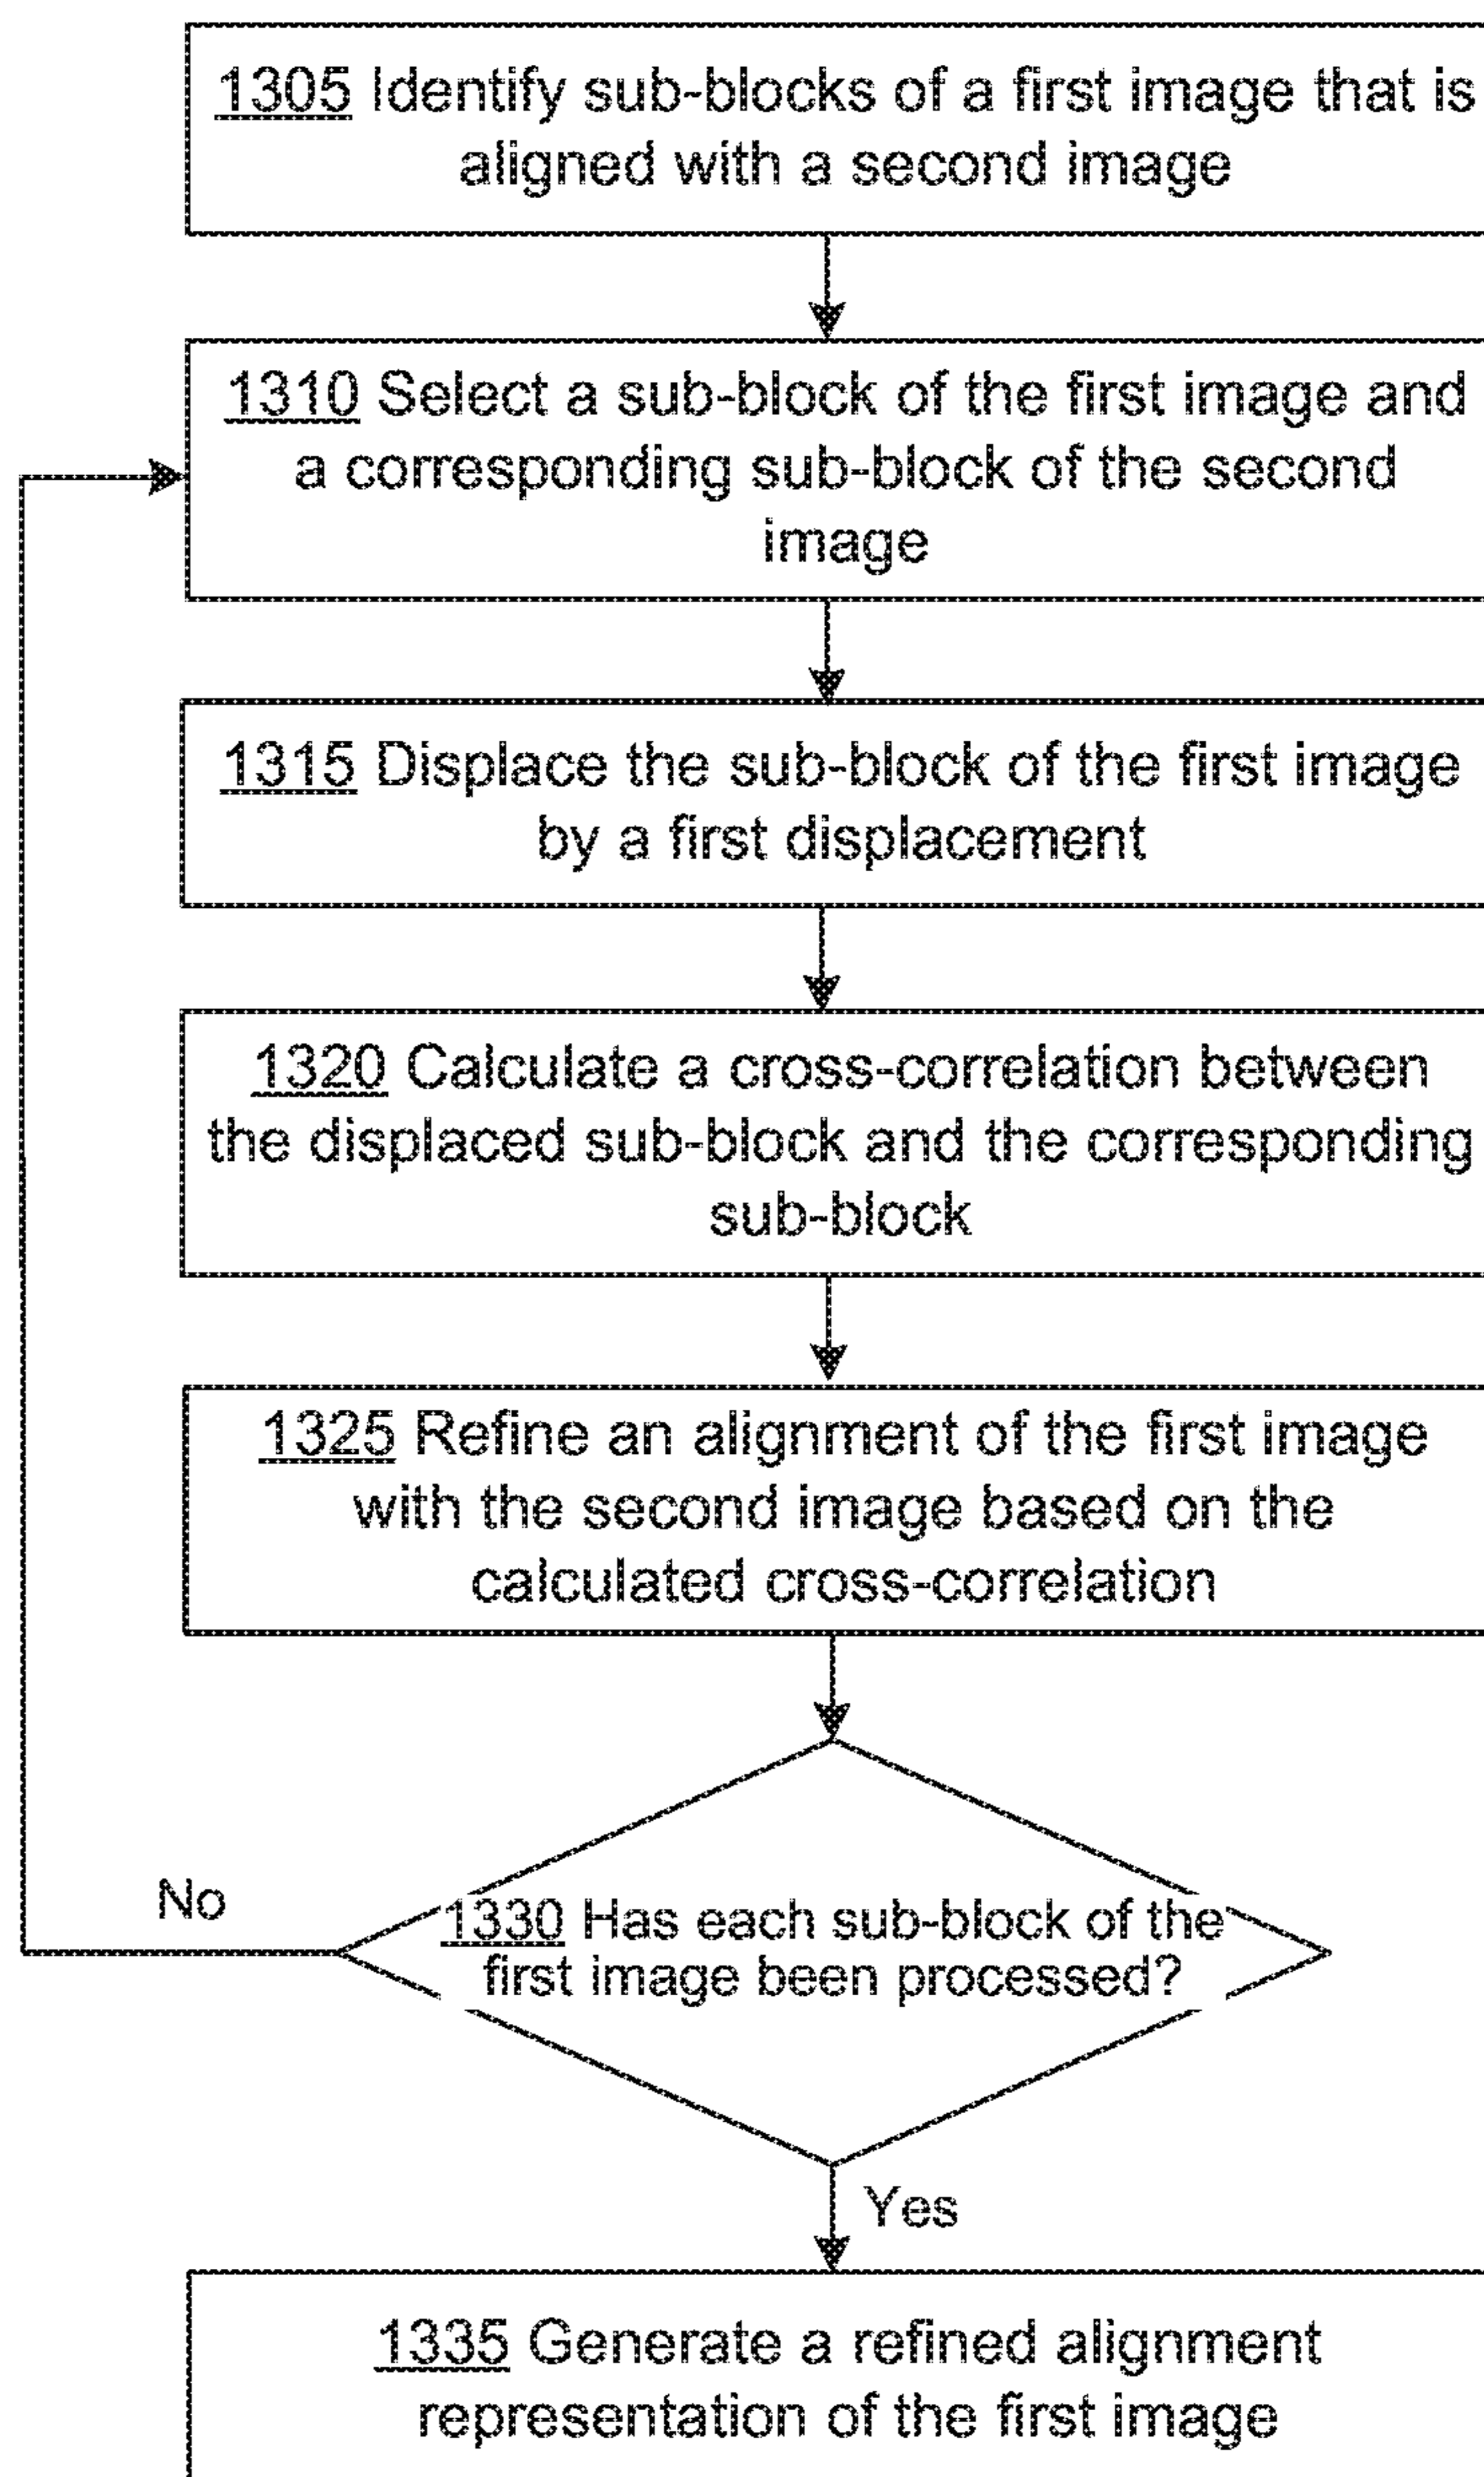 1305 Identify sub-blocks of a first image that is
aligned with a second image
1310 Select a sub-block of the first image and
a corresponding sub-block of the second
image
1315 Displace the sub-block of the first image
by a first displacement
1320 Calculate a cross-correlation between
the displaced sub-block and the corresponding
sub-block
1325 Refine an alignment of the first image
with the second image based on the
calculated cross-correlation
No
1330 Has each sub-block of the
first image been processed?
Yes
1335 Generate a refined alignment
representation of the first image